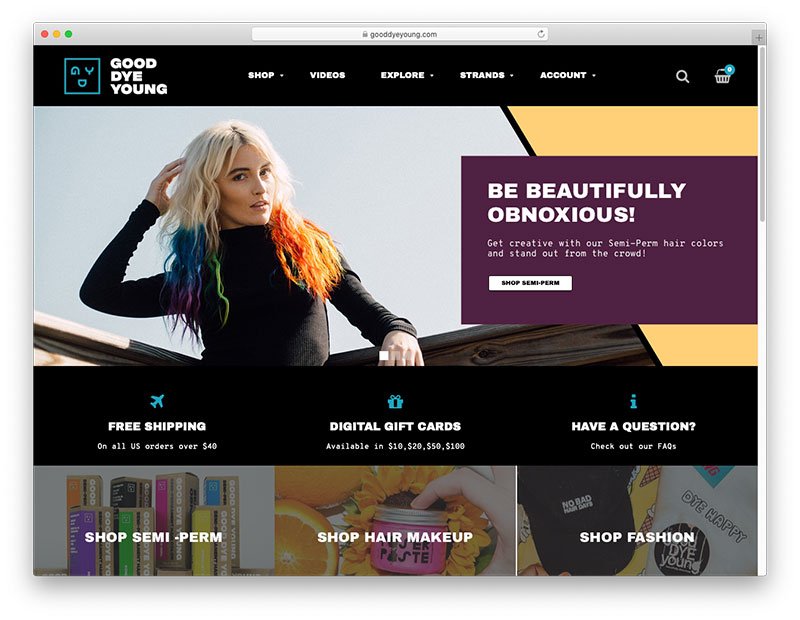 gooddyeyoung.com
GOOD
DYE
YOUNG
SHOP
VIDEOS
EXPLORE
STRANDS
ACCOUNT
0
BE BEAUTIFULLY
OBNOXIOUS!
Get creative with our Semi-Perm hair colors
and stand out from the crowd!
SHOP SEMI-PERM
FREE SHIPPING
On all US orders over $40
DIGITAL GIFT CARDS
Available in $10,$20,$50,$100
HAVE A QUESTION?
Check out our FAQs
SHOP SEMI -PERM
SHOP HAIR MAKEUP
SHOP FASHION
GOOD
DYE
YOUNG
PASTE
NO BAD
HAIR DAYS
DYE HAPPY
DYE
young